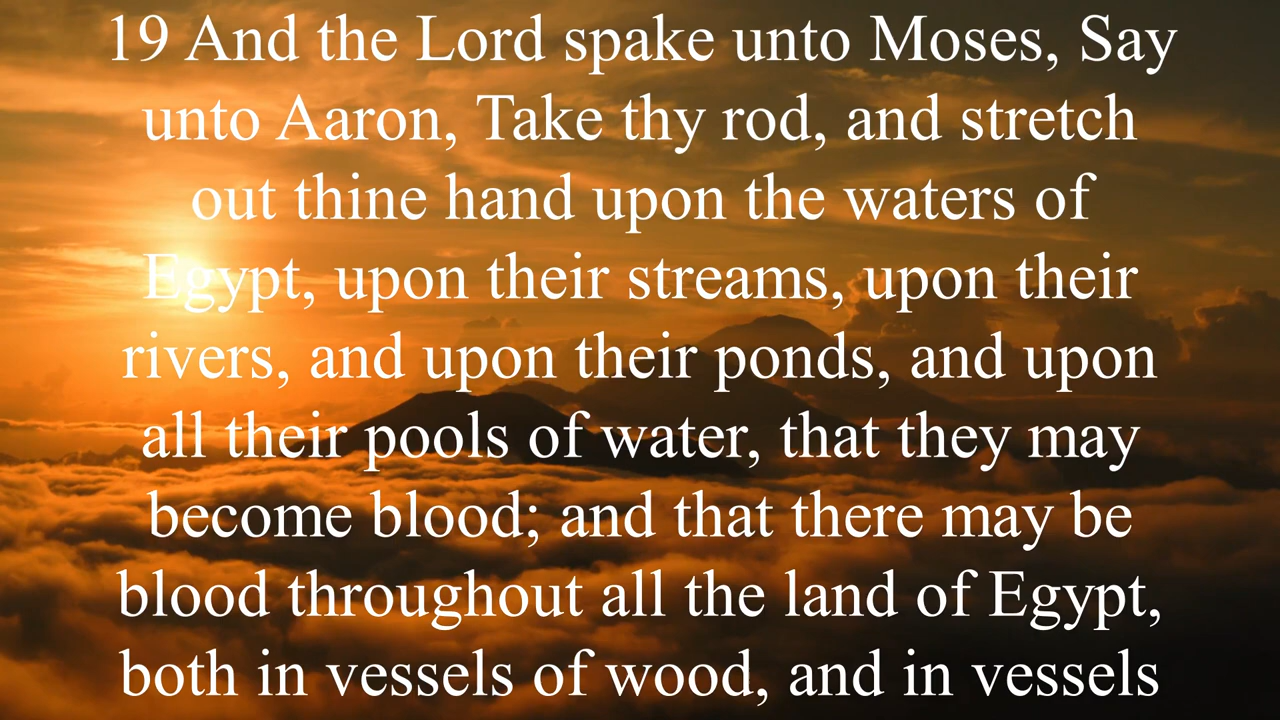 19 And the Lord spake unto Moses, Say
unto Aaron, Take thy rod, and stretch
out thine hand upon the waters of
Egypt, upon their streams, upon their
rivers, and upon their ponds, and upon
all their pools of water, that they may
become blood; and that there may be
blood throughout all the land of Egypt,
both in vessels of wood, and in vessels